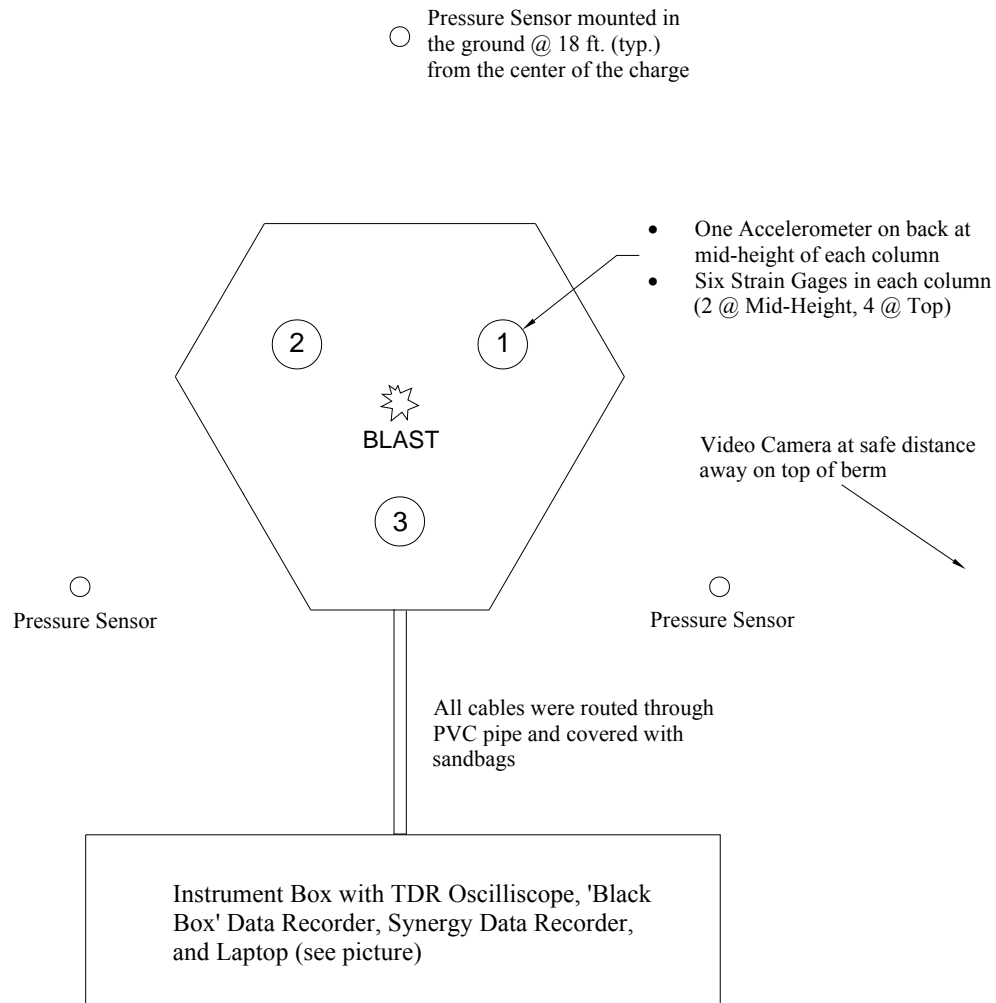 Pressure Sensor mounted in
the ground @ 18 ft. (typ.)
from the center of the charge
• One Accelerometer on back at
mid-height of each column
• Six Strain Gages in each column
(2 @ Mid-Height, 4 @ Top)
2
1
BLAST
Video Camera at safe distance
away on top of berm
3
Pressure Sensor
Pressure Sensor
All cables were routed through
PVC pipe and covered with
sandbags
Instrument Box with TDR Oscilliscope, 'Black
Box' Data Recorder, Synergy Data Recorder,
and Laptop (see picture)